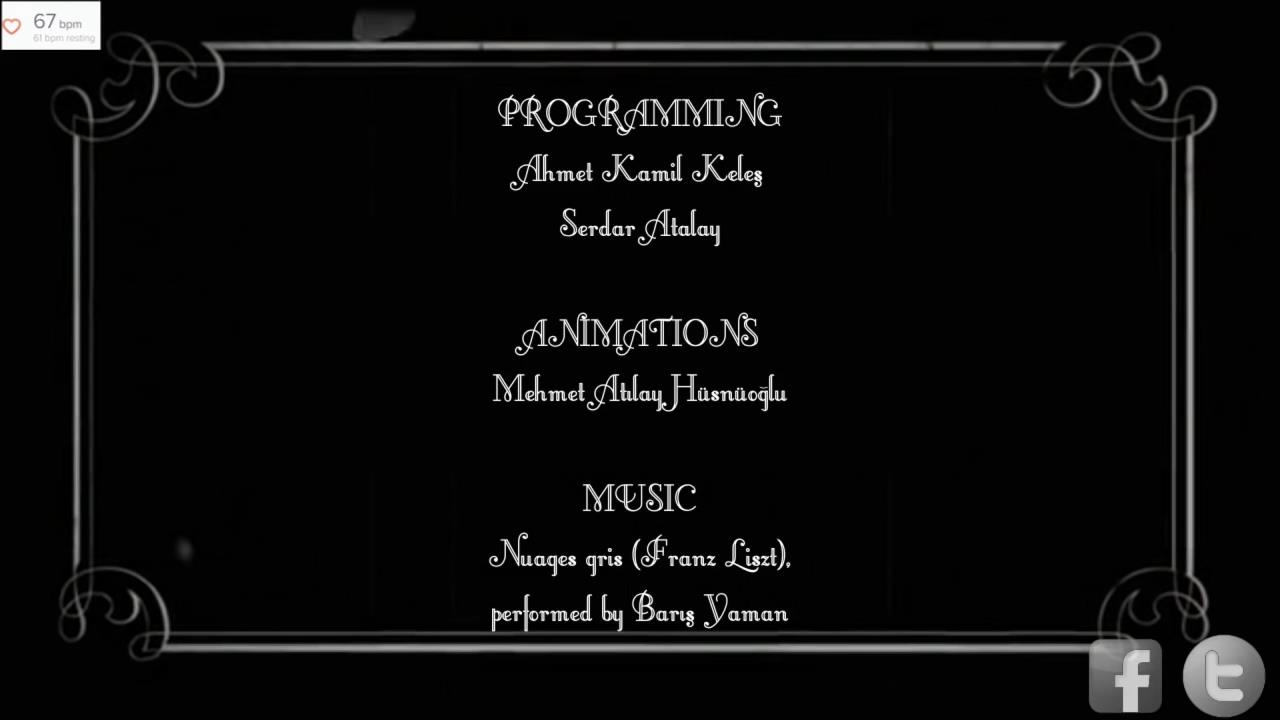 67 bpm
61 bpm resting
PROGRAMMING
Ahmet Kamil Keleş
Serdar Atalay
ANIMATIONS
Mehmet Atılay Hüsnüoğlu
MUSIC
Nuages gris (Franz Liszt),
performed by Barış Yaman